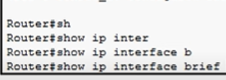 Router#sh
Router#show ip inter
Router#show ip interface b
Router#show ip interface brief